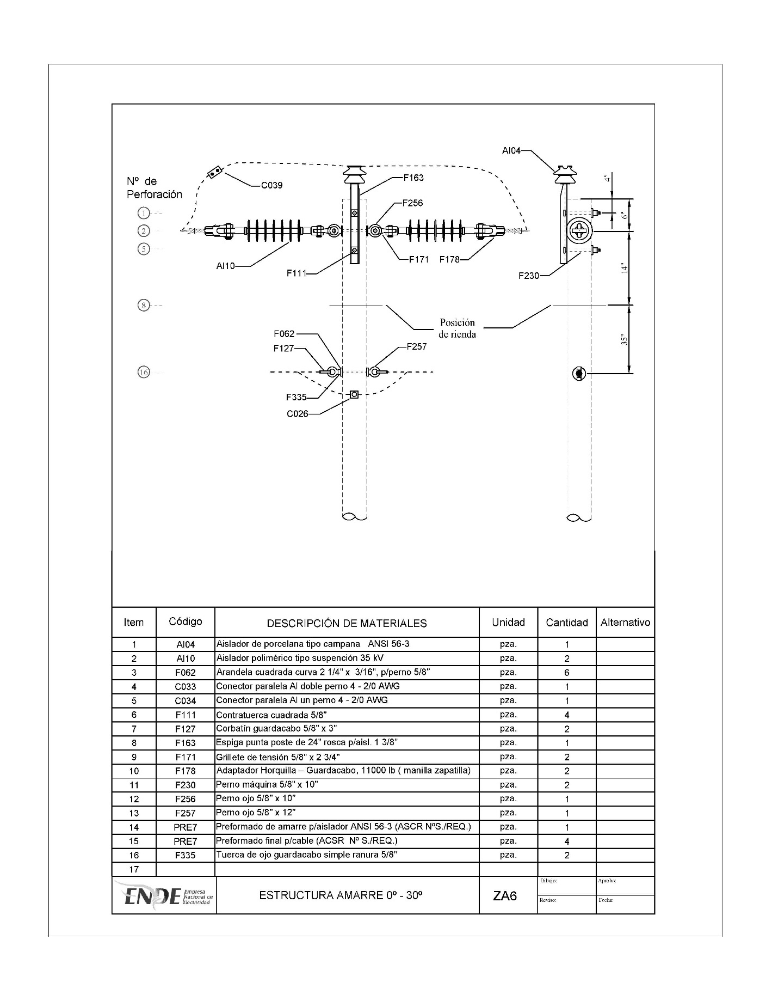 AI04
Nº de
Perforación
C039
F163
F256
4"
6"
1
2
5
AI10
F111
F171
F178
F230
14"
8
Posición
de rienda
35"
F062
F127
F257
16
F335
C026
Item Código DESCRIPCIÓN DE MATERIALES Unidad Cantidad Alternativo
1 AI04 Aislador de porcelana tipo campana ANSI 56-3 pza. 1
2 AI10 Aislador polimérico tipo suspención 35 kV pza. 2
3 F062 Arandela cuadrada curva 2 1/4" x 3/16", p/perno 5/8" pza. 6
4 C033 Conector paralela Al doble perno 4 - 2/0 AWG pza. 1
5 C034 Conector paralela Al un perno 4 - 2/0 AWG pza. 1
6 F111 Contratuerca cuadrada 5/8" pza. 4
7 F127 Corbatín guardacabo 5/8" x 3" pza. 2
8 F163 Espiga punta poste de 24" rosca p/aisl. 1 3/8" pza. 1
9 F171 Grillete de tensión 5/8" x 2 3/4" pza. 2
10 F178 Adaptador Horquilla – Guardacabo, 11000 lb ( manilla zapatilla) pza. 2
11 F230 Perno máquina 5/8" x 10" pza. 2
12 F256 Perno ojo 5/8" x 10" pza. 1
13 F257 Perno ojo 5/8" x 12" pza. 1
14 PRE7 Preformado de amarre p/aislador ANSI 56-3 (ASCR NºS./REQ.) pza. 1
15 PRE7 Preformado final p/cable (ACSR Nº S./REQ.) pza. 4
16 F335 Tuerca de ojo guardacabo simple ranura 5/8" pza. 2
17
ENDE Empresa
Nacional de
Electricidad
ESTRUCTURA AMARRE 0º - 30º
ZA6
Dibujo: Aprobo:
Reviso: Fecha: